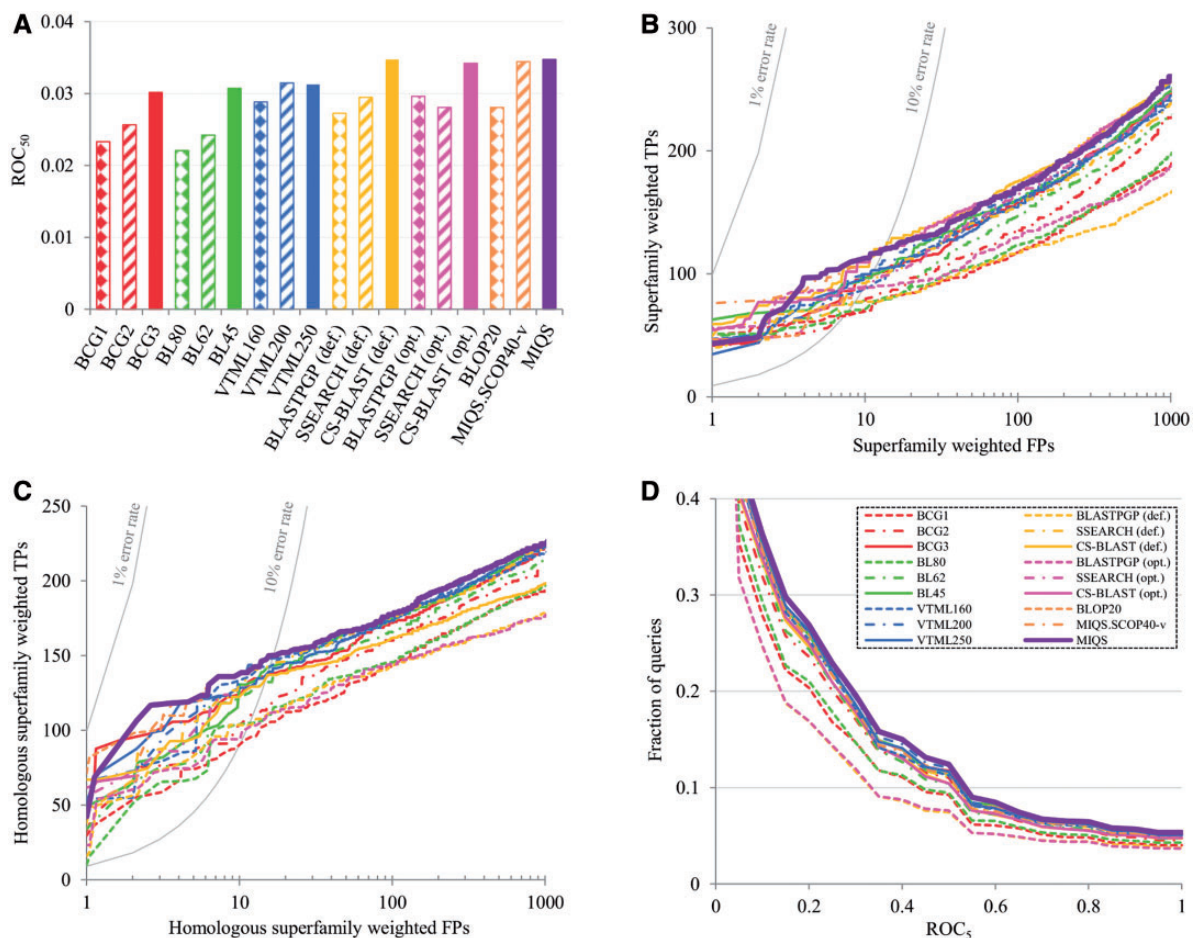 A
ROC50
0.04
0.03
0.02
0.01
0
BCG1
BCG2
BCG3
BL80
BL62
BL45
VTML160
VTML200
VTML250
BLASTPGP (def.)
SSEARCH (def.)
CS-BLAST (def.)
BLASTPGP (opt.)
SSEARCH (opt.)
CS-BLAST (opt.)
BLOP20
MIQS.SCOP40-v
MIQS
B
Superfamily weighted TPs
300
200
100
0
1% error rate
10% error rate
1
10
100
1000
Superfamily weighted FPs
C
Homologous superfamily weighted TPs
250
200
150
100
50
0
1% error rate
10% error rate
1
10
100
1000
Homologous superfamily weighted FPs
D
Fraction of queries
0.4
0.3
0.2
0.1
0
BCG1
BCG2
BCG3
BL80
BL62
BL45
VTML160
VTML200
VTML250
BLASTPGP (def.)
SSEARCH (def.)
CS-BLAST (def.)
BLASTPGP (opt.)
SSEARCH (opt.)
CS-BLAST (opt.)
BLOP20
MIQS.SCOP40-v
MIQS
0
0.2
0.4
0.6
0.8
1
ROC5